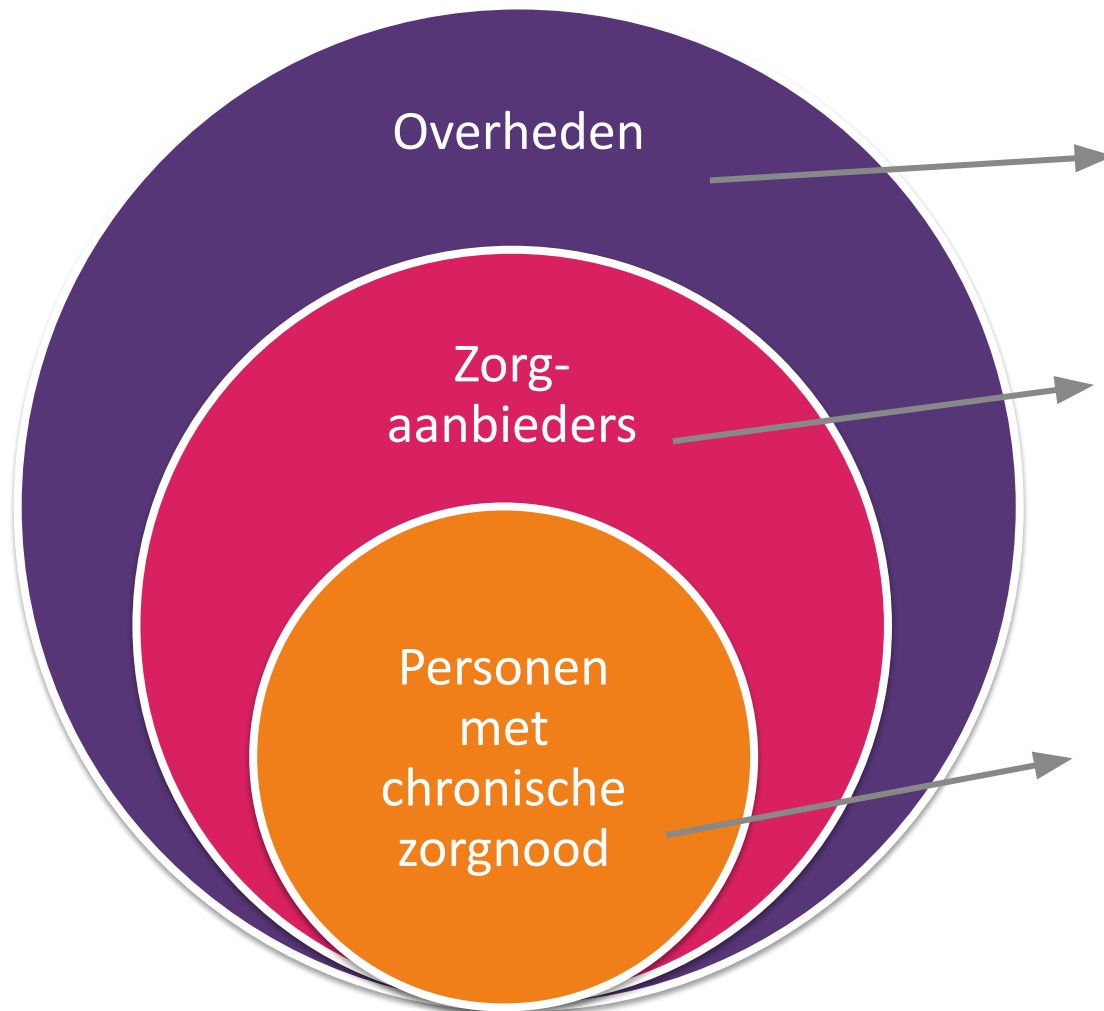 Overheden
Zorg-
aanbieders
Personen
met
chronische
zorgnood